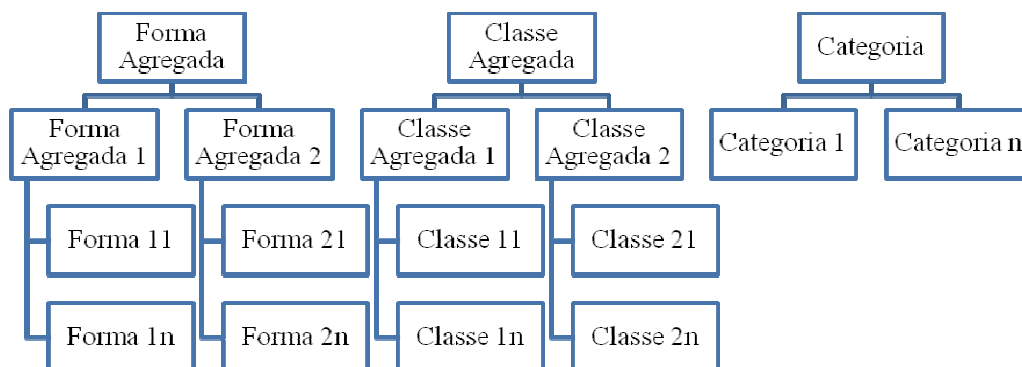 Forma
Agregada
Classe
Agregada
Categoria
Forma
Agregada 1
Forma
Agregada 2
Classe
Agregada 1
Classe
Agregada 2
Categoria 1
Categoria n
Forma 11
Forma 21
Classe 11
Classe 21
Forma 1n
Forma 2n
Classe 1n
Classe 2n